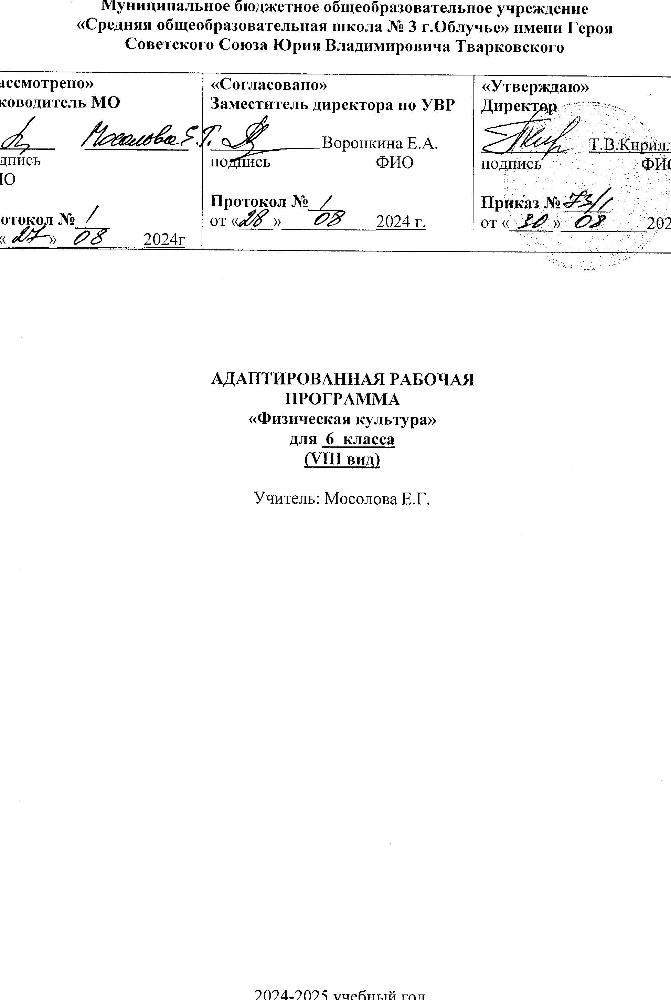 Муниципальное бюджетное общеобразовательное учреждение
«Средняя общеобразовательная школа № 3 г.Облучье» имени Героя
Советского Союза Юрия Владимировича Тварковского
ассмотрено»
ководитель МО
Мосолова Е.Г.
дпись
ИО
отокол № 1
«27» 08 2024г
«Согласовано»
Заместитель директора по УВР
Воронкина Е.А.
подпись ФИО
Протокол № 1
от «28» 08 2024 г.
«Утверждаю»
Директор
Т.В.Кирилл
подпись ФИО
Приказ № 73/1
от «30» 08 202
АДАПТИРОВАННАЯ РАБОЧАЯ
ПРОГРАММА
«Физическая культура»
для 6 класса
(VIII вид)
Учитель: Мосолова Е.Г.
2024-2025 учебный год